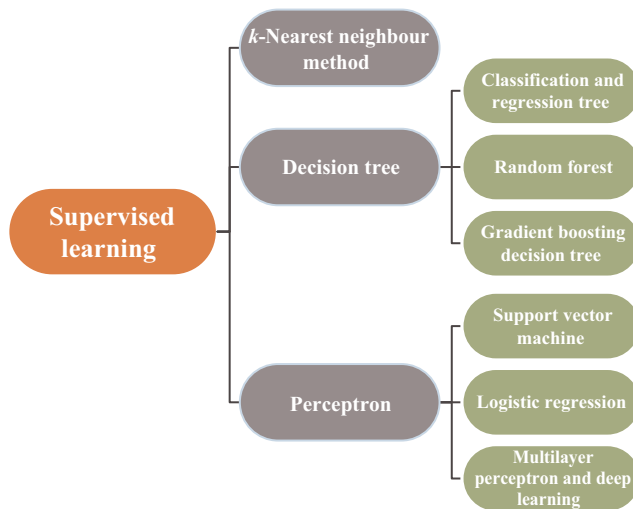 k-Nearest neighbour
method
Classification and
regression tree
Decision tree
Random forest
Supervised
learning
Gradient boosting
decision tree
Support vector
machine
Perceptron
Logistic regression
Multilayer
perceptron and deep
learning